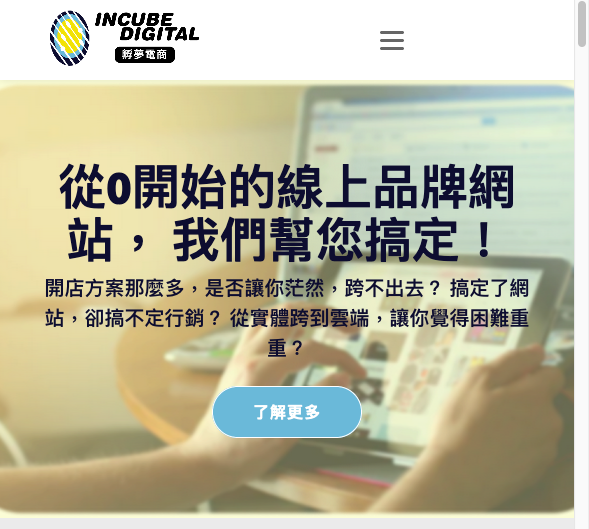 INCUBE
DIGITAL
孵夢電商
從0開始的線上品牌網
站， 我們幫您搞定！
開店方案那麼多，是否讓你茫然，跨不出去？ 搞定了網
站，卻搞不定行銷？ 從實體跨到雲端，讓你覺得困難重
重？
了解更多